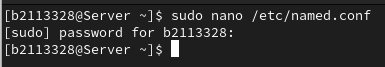 [b2113328@Server ~]$ sudo nano /etc/named.conf
[sudo] password for b2113328:
[b2113328@Server ~]$